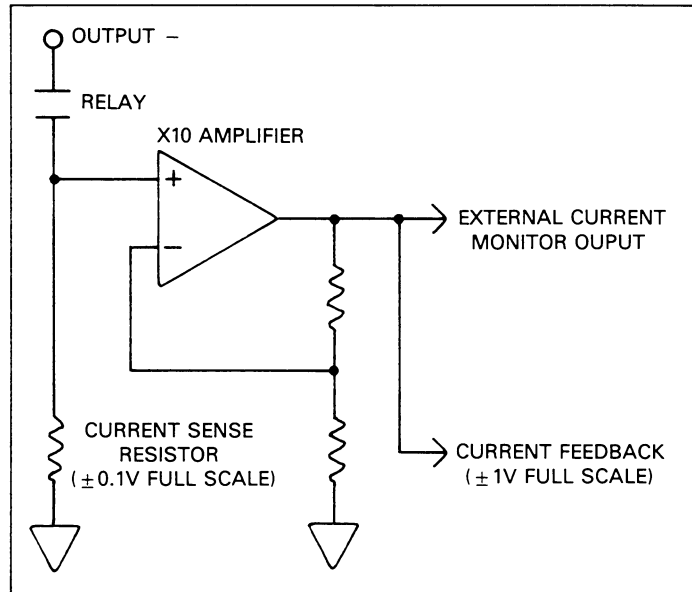 OUTPUT −
RELAY
X10 AMPLIFIER
+
−
EXTERNAL CURRENT
MONITOR OUPUT
CURRENT SENSE
RESISTOR
(±0.1V FULL SCALE)
CURRENT FEEDBACK
(±1V FULL SCALE)